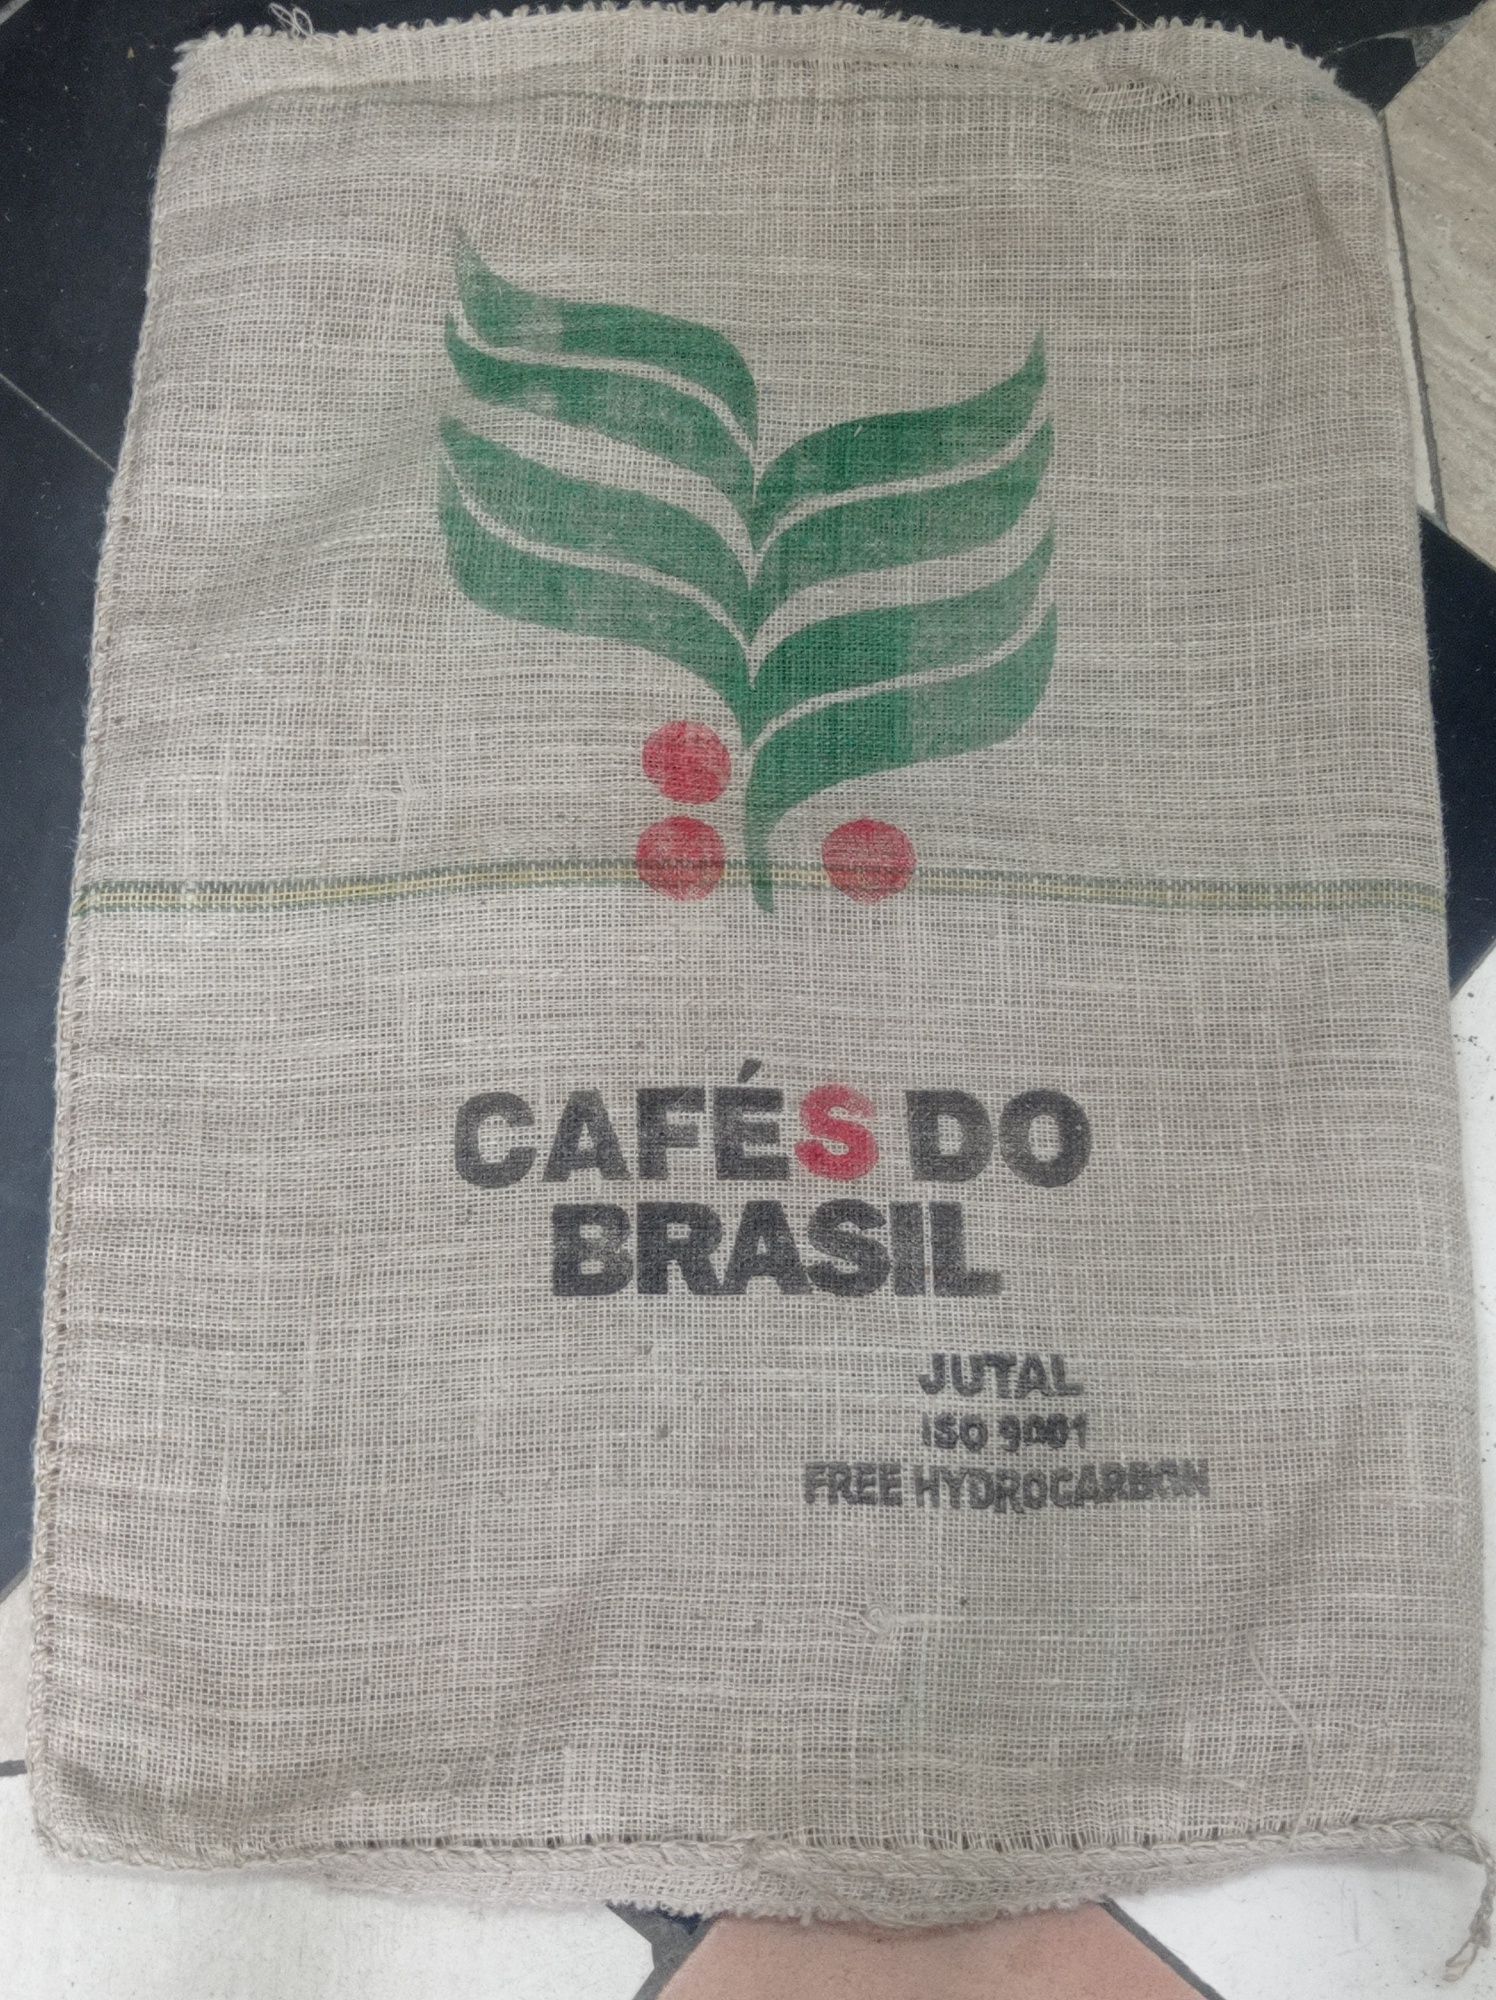 CAFÉS DO
BRASIL
JUTAL
ISO 9001
FREE HYDROCARBON